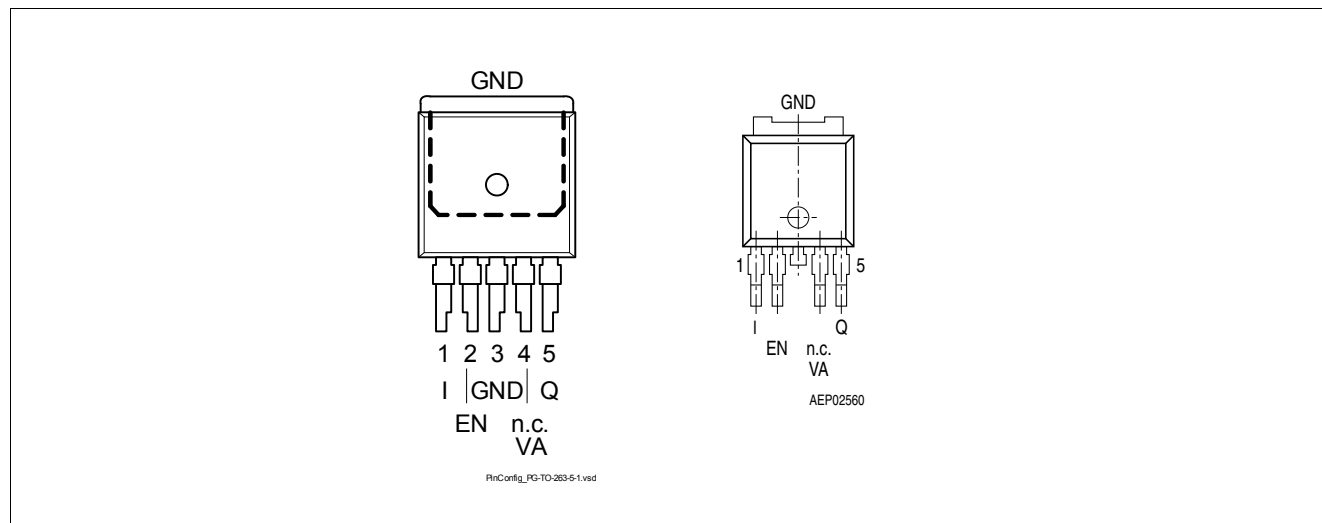 GND
1 2 3 4 5
I GND Q
EN n.c.
VA
PinConfig_PG-TO-263-5-1.vsd
GND
1 5
I Q
EN n.c.
VA
AEP02560